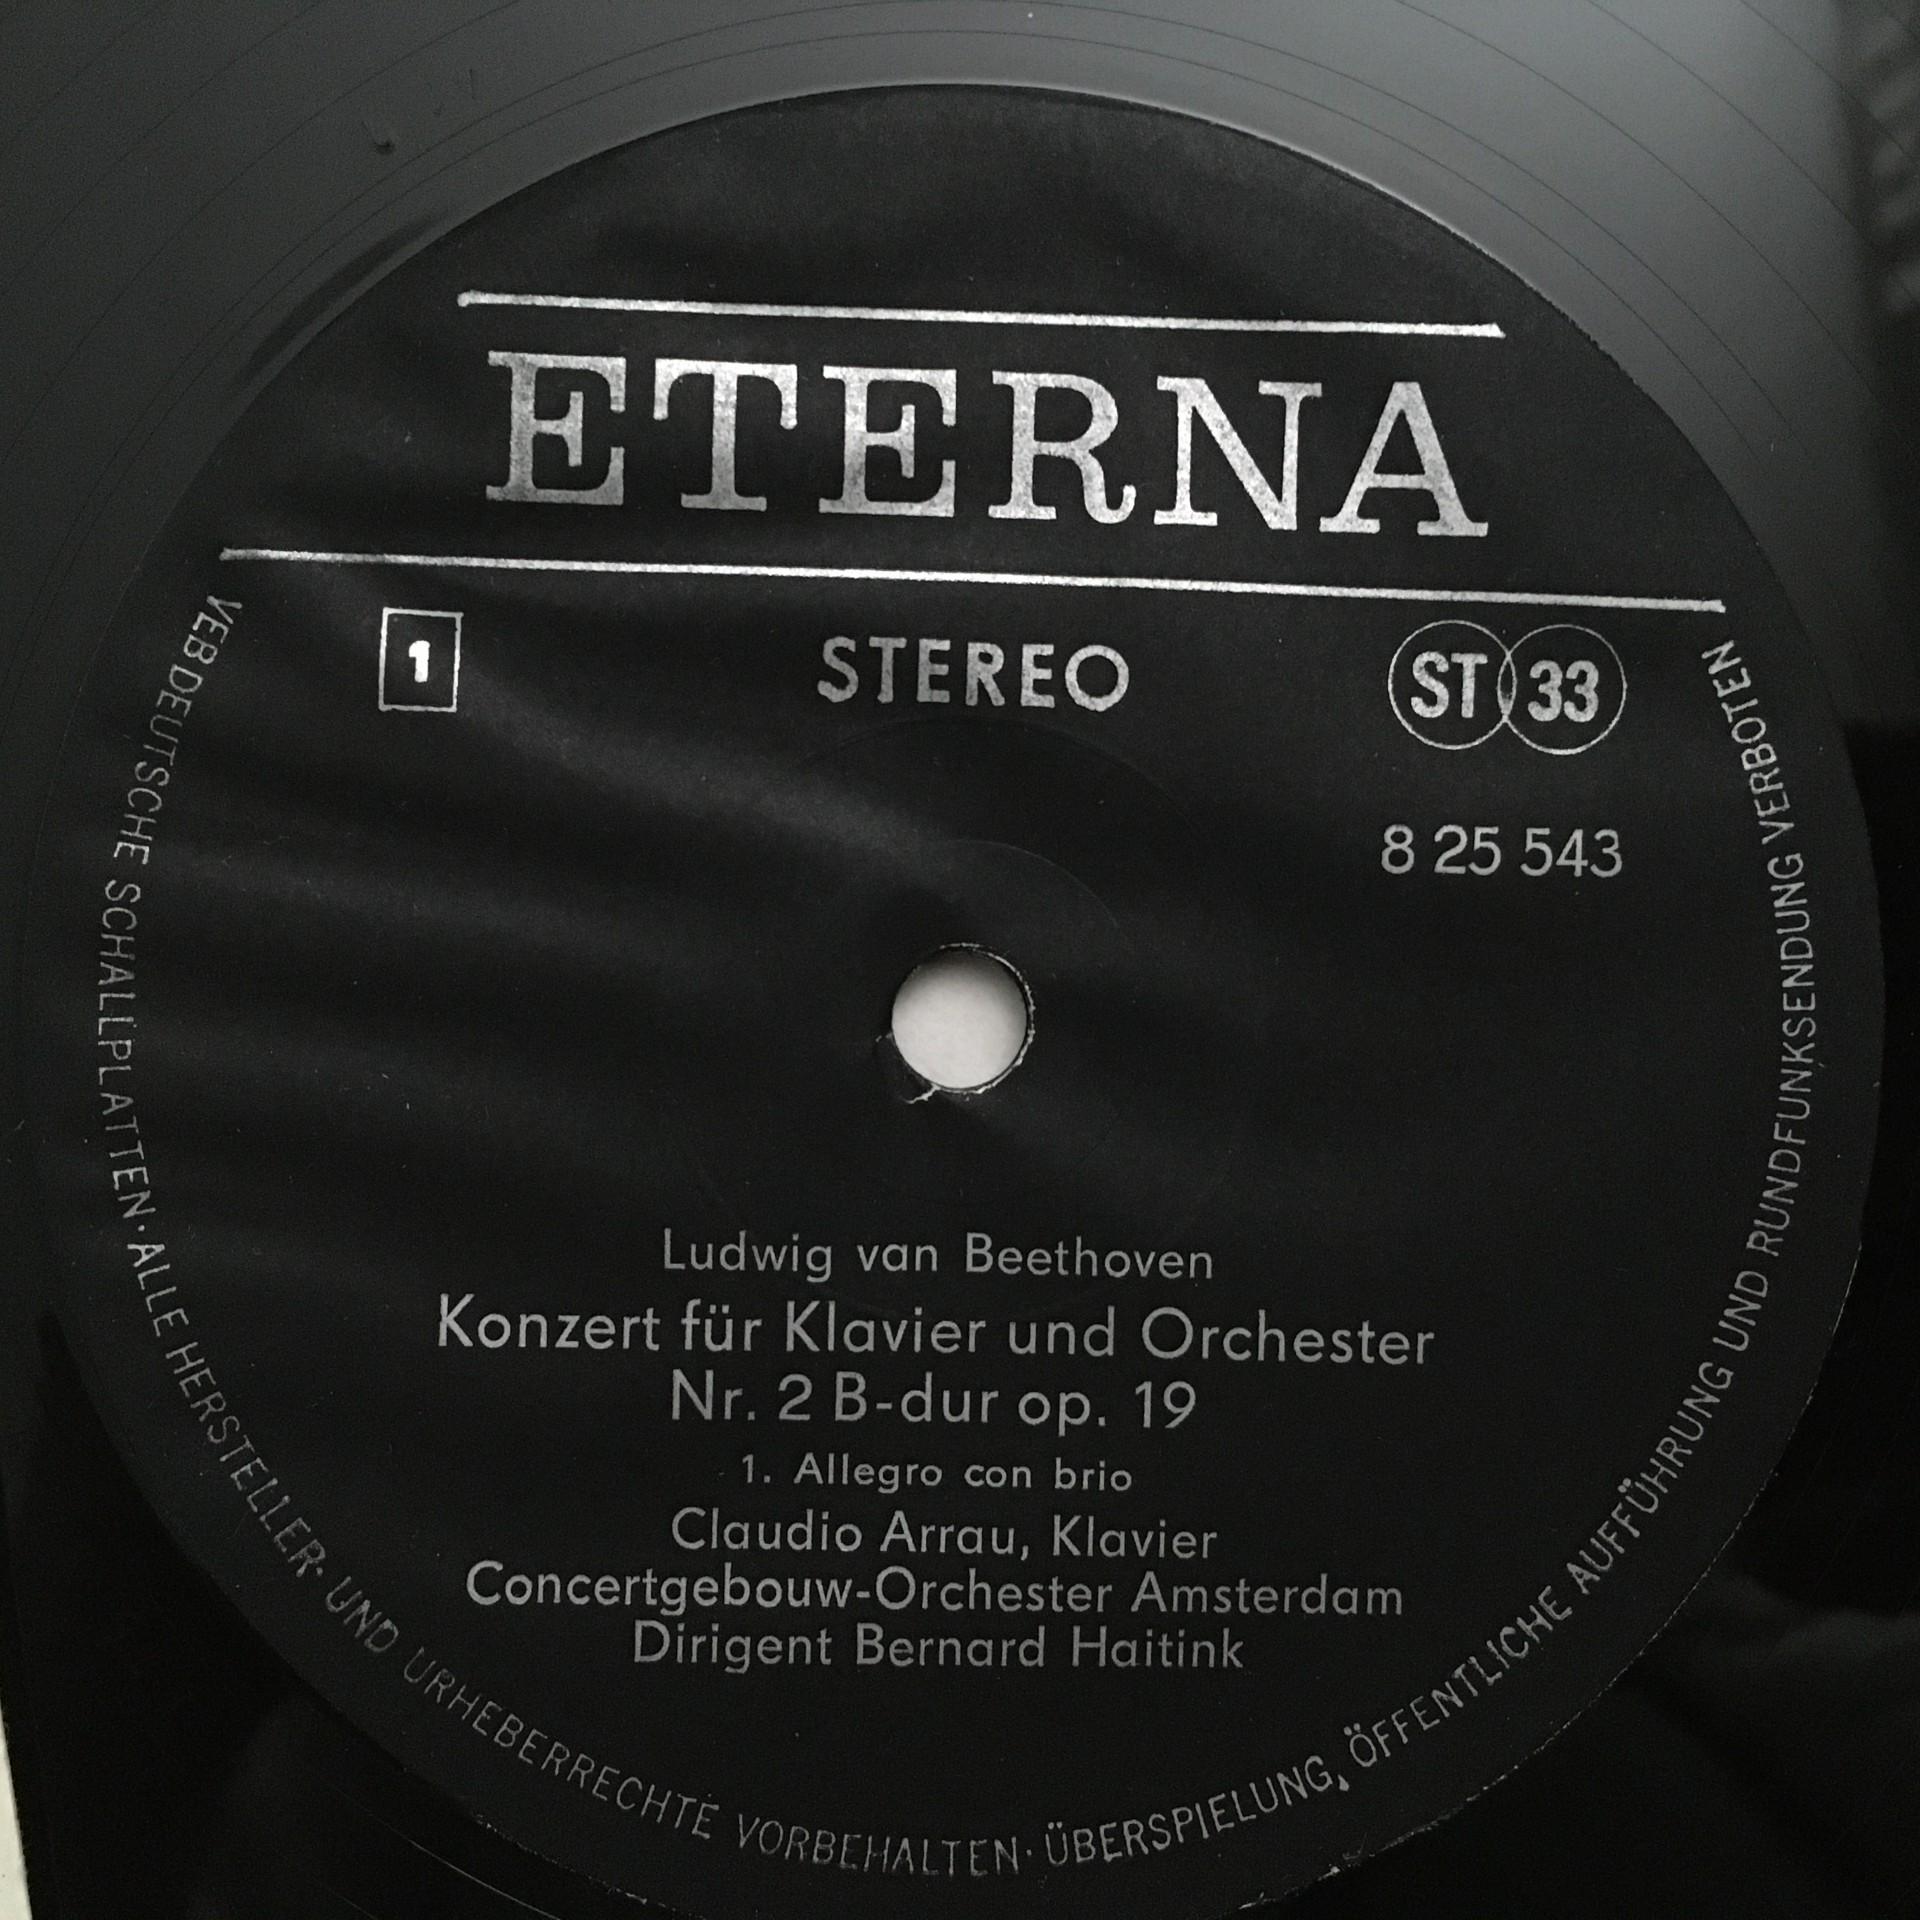 ETERNA
1 STEREO ST 33
8 25 543
Ludwig van Beethoven
Konzert für Klavier und Orchester
Nr. 2 B-dur op. 19
1. Allegro con brio
Claudio Arrau, Klavier
Concertgebouw-Orchester Amsterdam
Dirigent Bernard Haitink
VEB DEUTSCHE SCHALLPLATTEN · ALLE HERSTELLER- UND URHEBERRECHTE VORBEHALTEN · ÜBERSPIELUNG, ÖFFENTLICHE AUFFÜHRUNG UND RUNDFUNKSENDUNG VERBOTEN